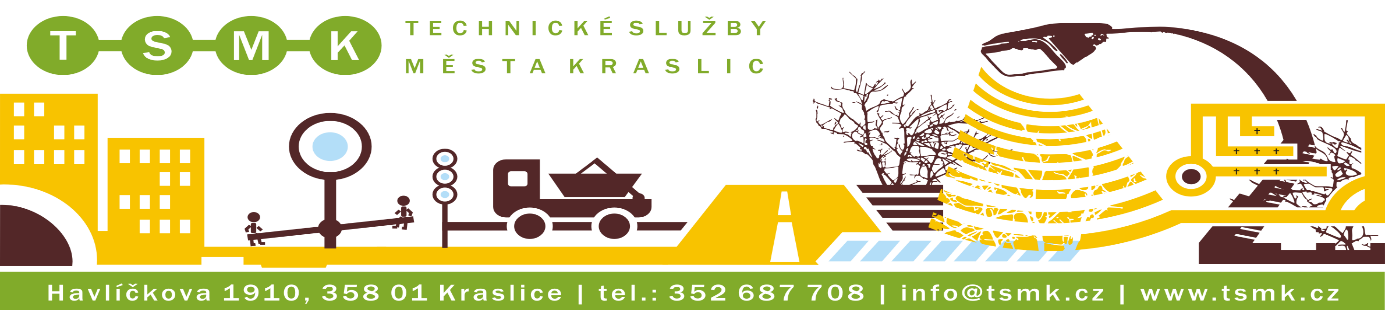 TSMK
TECHNICKÉ SLUŽBY
MĚSTA KRASLIC
Havlíčkova 1910, 358 01 Kraslice | tel.: 352 687 708 | info@tsmk.cz | www.tsmk.cz